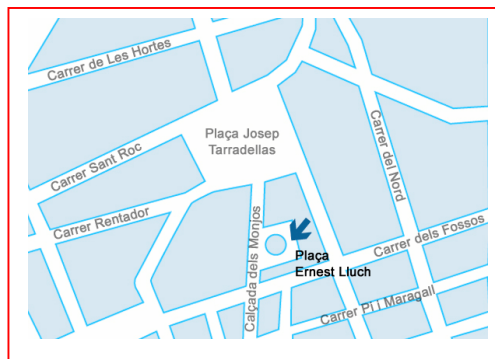 Carrer de Les Hortes
Plaça Josep
Tarradellas
Carrer Sant Roc
Carrer del Nord
Carrer Rentador
Calçada dels Monjos
Carrer dels Fossos
Plaça
Ernest Lluch
Carrer Pi i Maragall